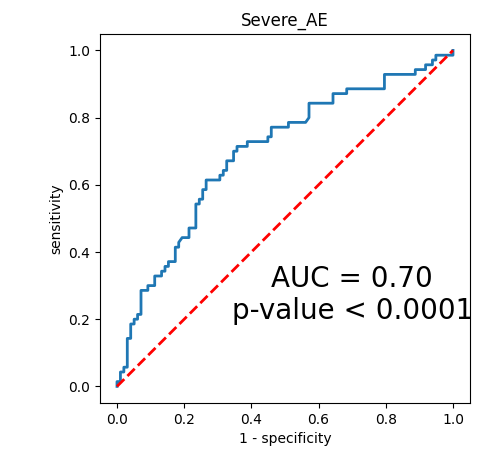 Severe_AE
1.0
0.8
0.6
0.4
0.2
0.0
sensitivity
AUC = 0.70
p-value < 0.0001
0.0 0.2 0.4 0.6 0.8 1.0
1 - specificity